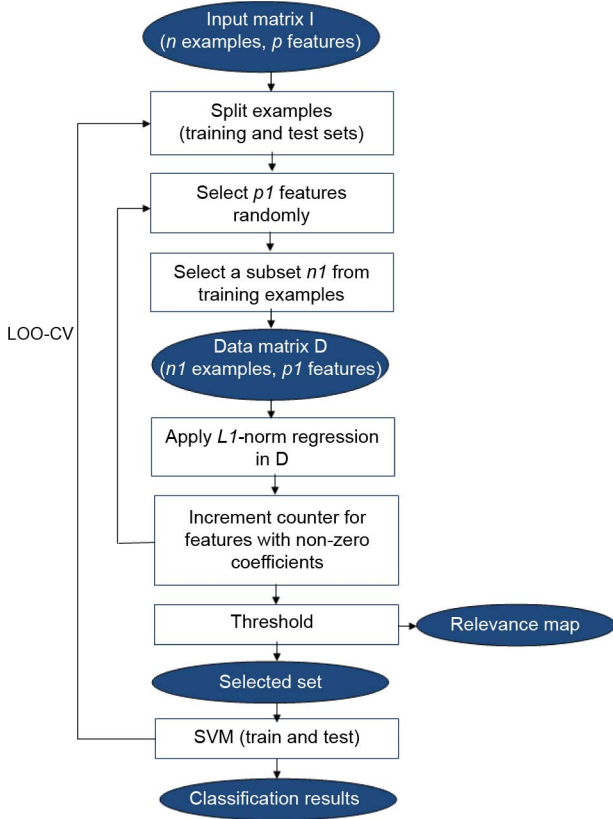 Input matrix I
(n examples, p features)
Split examples
(training and test sets)
Select p1 features
randomly
Select a subset n1 from
training examples
LOO-CV
Data matrix D
(n1 examples, p1 features)
Apply L1-norm regression
in D
Increment counter for
features with non-zero
coefficients
Threshold
Relevance map
Selected set
SVM (train and test)
Classification results